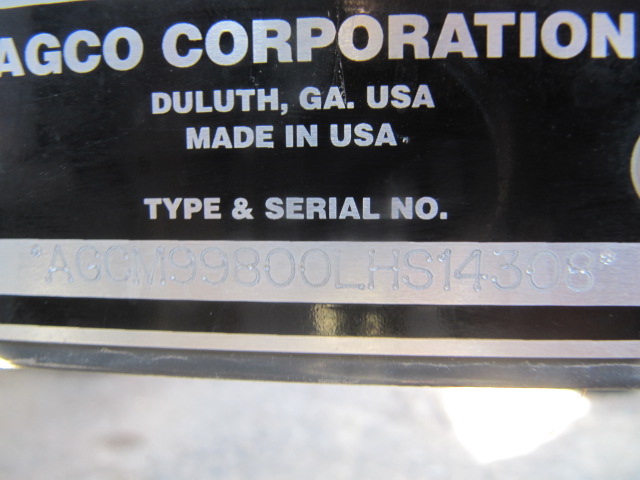 AGCO CORPORATION
DULUTH, GA. USA
MADE IN USA
TYPE & SERIAL NO.
*AGCM99800LHS14308*